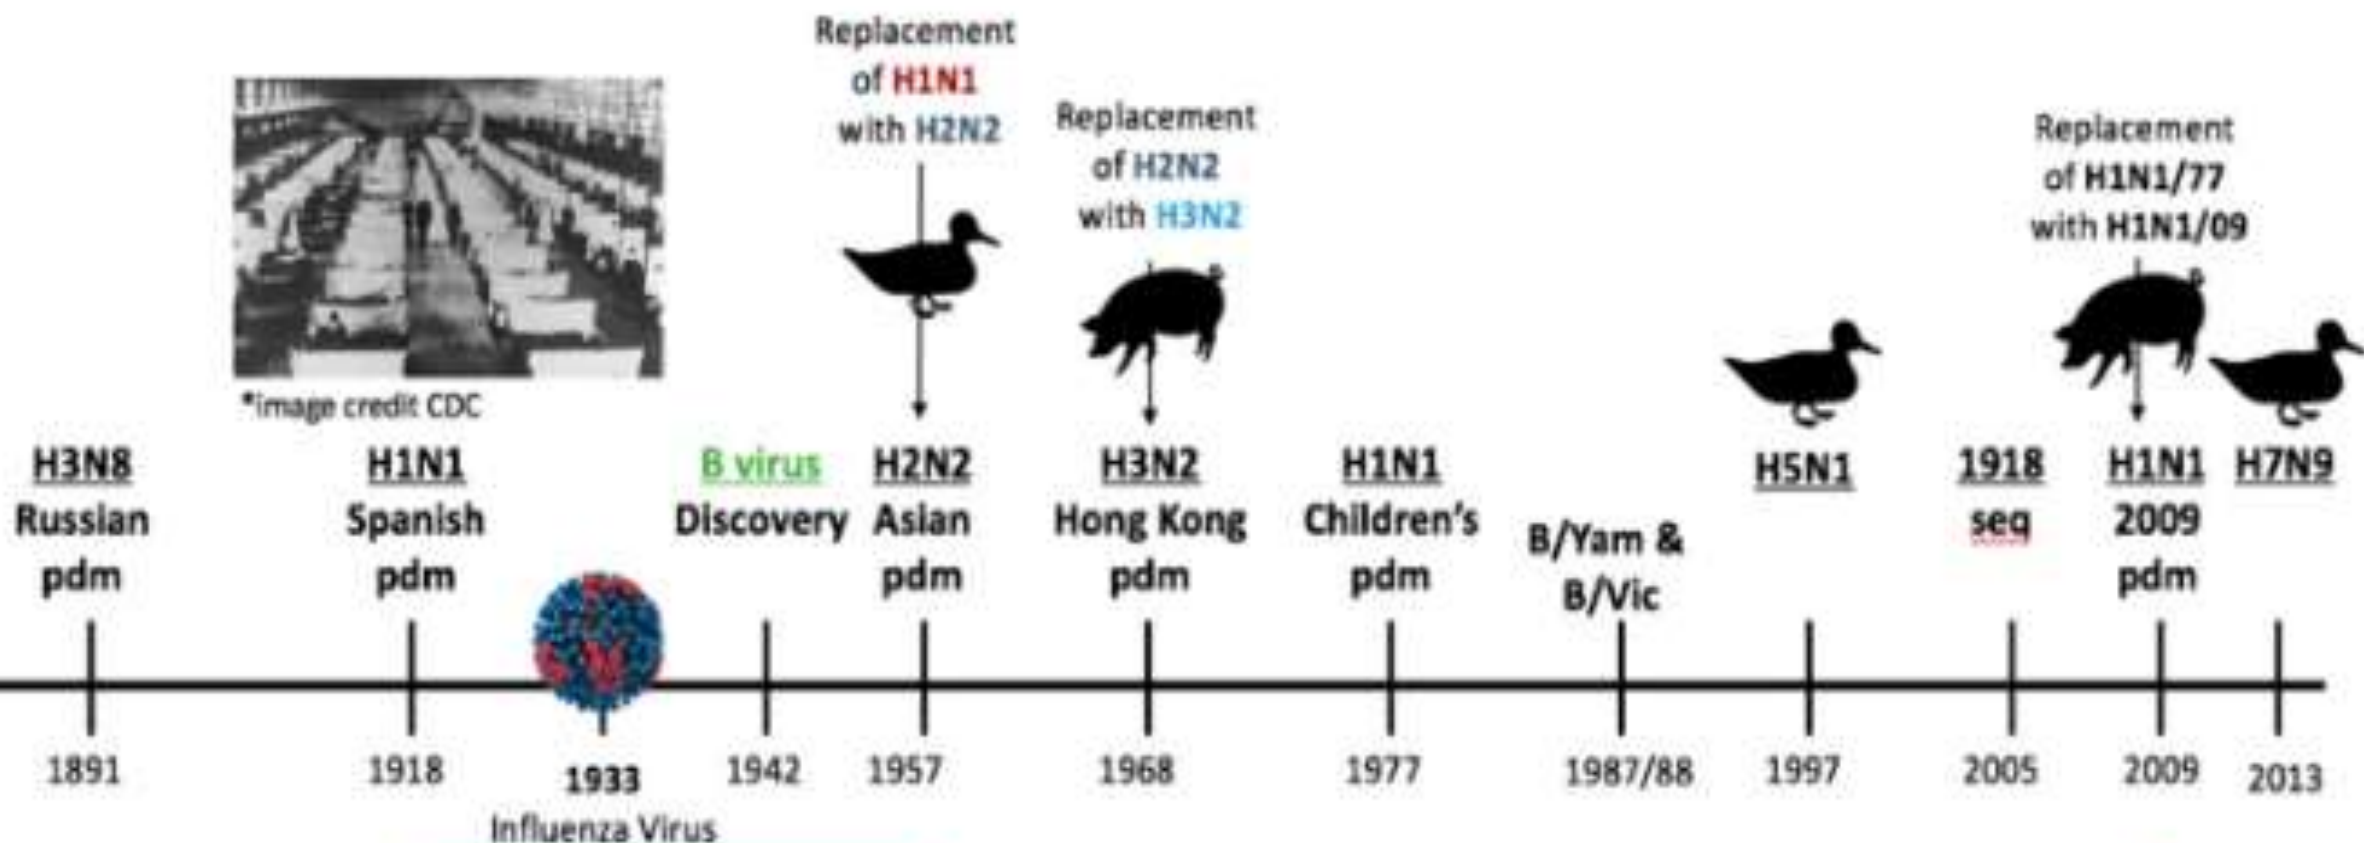 Replacement
of H1N1
with H2N2
Replacement
of H2N2
with H3N2
Replacement
of H1N1/77
with H1N1/09
*image credit CDC
H3N8
Russian
pdm
H1N1
Spanish
pdm
B virus
Discovery
H2N2
Asian
pdm
H3N2
Hong Kong
pdm
H1N1
Children's
pdm
B/Yam &
B/Vic
H5N1
1918
seq
H1N1
2009
pdm
H7N9
1891
1918
1933
Influenza Virus
1942
1957
1968
1977
1987/88
1997
2005
2009
2013